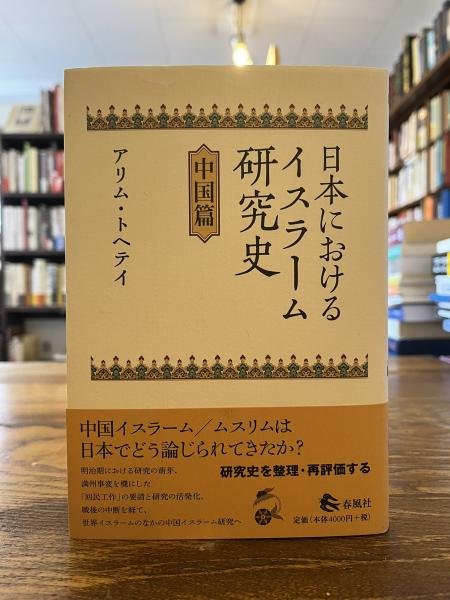 日本における
イスラーム
研究史
中国篇
アリム・トヘテイ
中国イスラーム/ムスリムは
日本でどう論じられてきたか?
明治期における研究の萌芽、
満州事変を機にした
「回民工作」の要請と研究の活発化、
戦後の中断を経て、
世界イスラームのなかの中国イスラーム研究へ
研究史を整理・再評価する
春風社
定価(本体4000円+税)